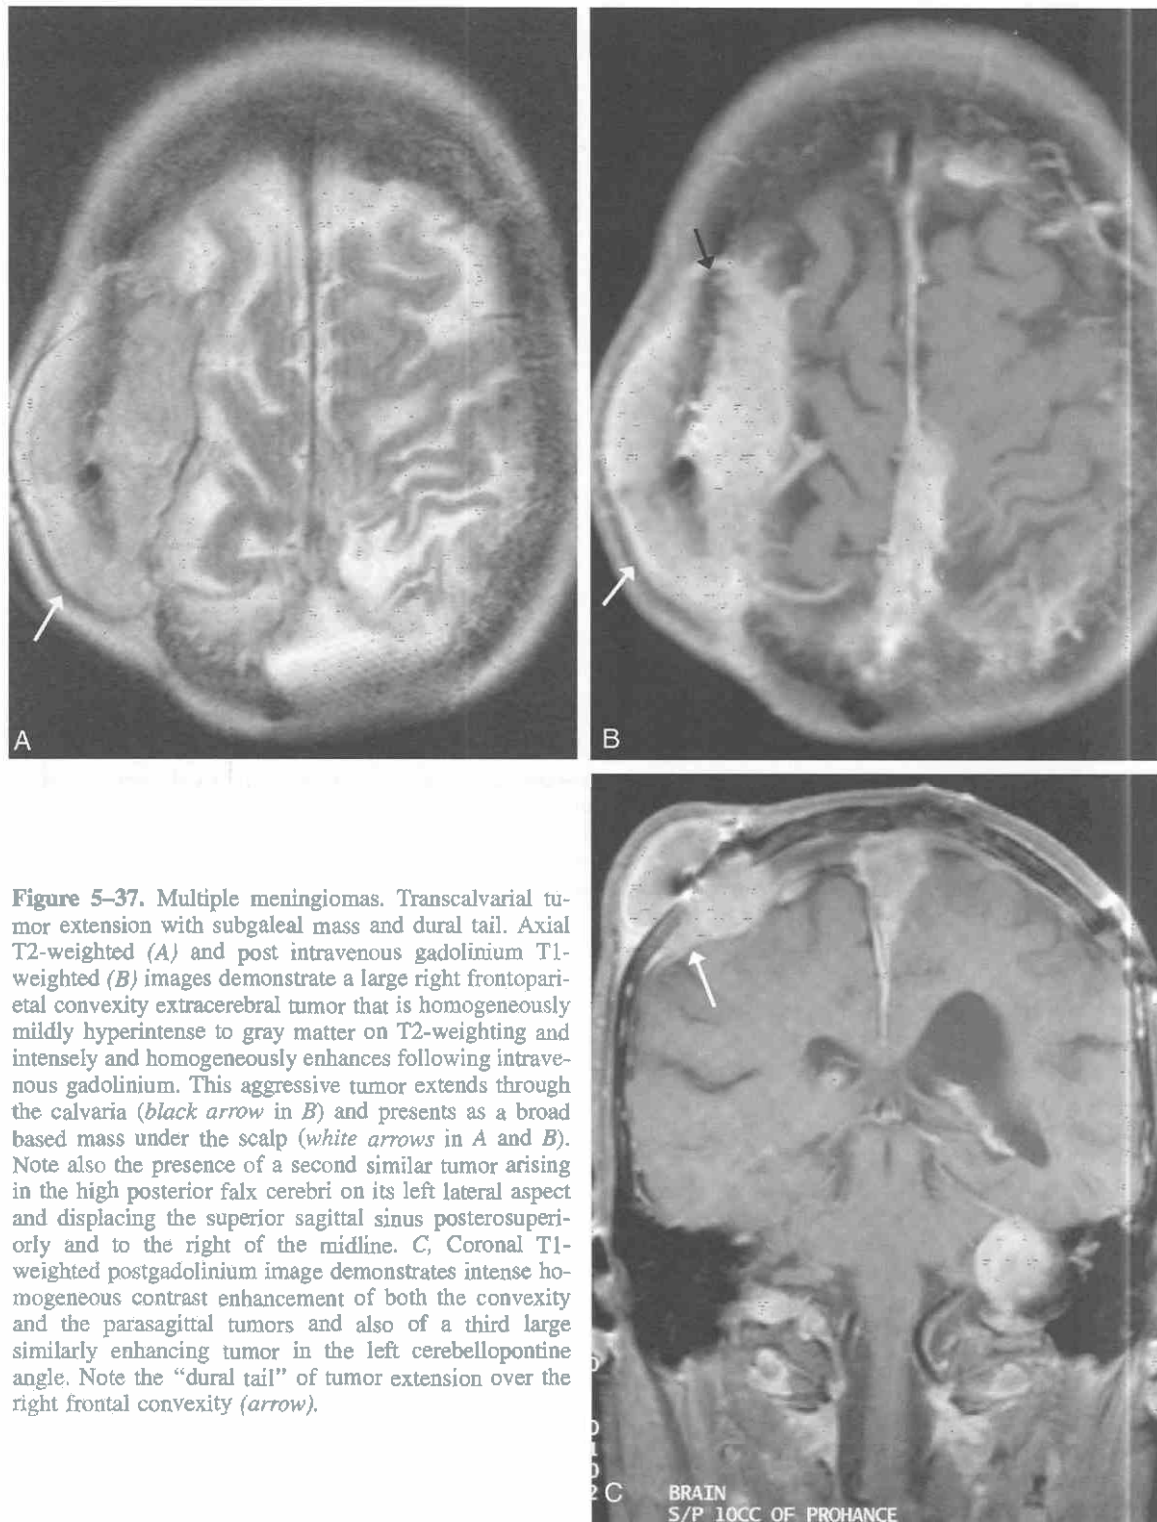 A
B
Figure 5–37. Multiple meningiomas. Transcalvarial tu-
mor extension with subgaleal mass and dural tail. Axial
T2-weighted (A) and post intravenous gadolinium T1-
weighted (B) images demonstrate a large right frontopari-
etal convexity extracerebral tumor that is homogeneously
mildly hyperintense to gray matter on T2-weighting and
intensely and homogeneously enhances following intrave-
nous gadolinium. This aggressive tumor extends through
the calvaria (black arrow in B) and presents as a broad
based mass under the scalp (white arrows in A and B).
Note also the presence of a second similar tumor arising
in the high posterior falx cerebri on its left lateral aspect
and displacing the superior sagittal sinus posterosuperi-
orly and to the right of the midline. C, Coronal T1-
weighted postgadolinium image demonstrates intense ho-
mogeneous contrast enhancement of both the convexity
and the parasagittal tumors and also of a third large
similarly enhancing tumor in the left cerebellopontine
angle. Note the “dural tail” of tumor extension over the
right frontal convexity (arrow).
2 C
BRAIN
S/P 10CC OF PROHANCE